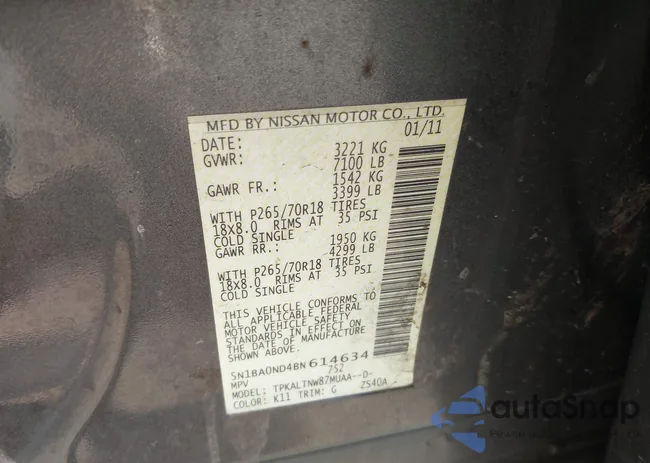 MFD BY NISSAN MOTOR CO., LTD.
DATE: 01/11
GVWR: 3221 KG
7100 LB
GAWR FR.: 1542 KG
3399 LB
WITH P265/70R18 TIRES
18X8.0 RIMS AT 35 PSI
COLD SINGLE
GAWR RR.: 1950 KG
4299 LB
WITH P265/70R18 TIRES
18X8.0 RIMS AT 35 PSI
COLD SINGLE
THIS VEHICLE CONFORMS TO
ALL APPLICABLE FEDERAL
MOTOR VEHICLE SAFETY
STANDARDS IN EFFECT ON
THE DATE OF MANUFACTURE.
5N1BA0ND4BN614634
MPV 752
MODEL: TPKALTNW87MUAA--D-
COLOR: K11 TRIM: G ZS40A
autoSnap